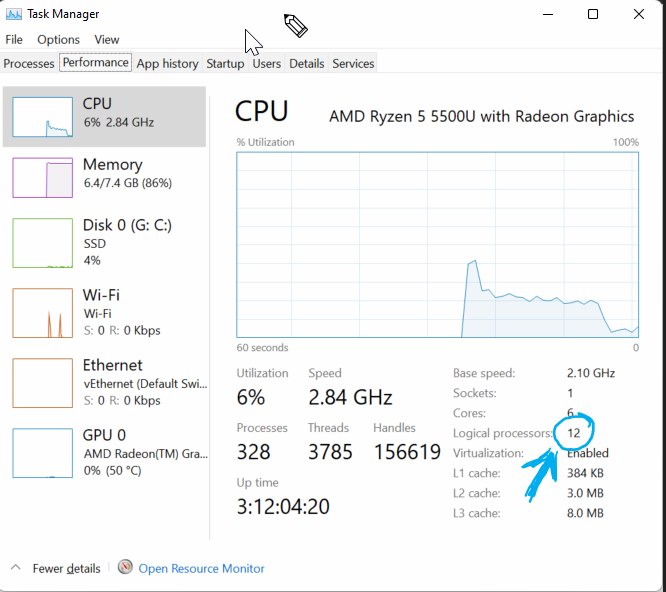 Task Manager
File Options View
Processes Performance App history Startup Users Details Services
CPU
6% 2.84 GHz
Memory
6.4/7.4 GB (86%)
Disk 0 (G: C:)
SSD
4%
Wi-Fi
Wi-Fi
S: 0 R: 0 Kbps
Ethernet
vEthernet (Default Swi...
S: 0 R: 0 Kbps
GPU 0
AMD Radeon(TM) Gra...
0% (50 °C)
CPU AMD Ryzen 5 5500U with Radeon Graphics
% Utilization 100%
60 seconds 0
Utilization Speed
6% 2.84 GHz
Processes Threads Handles
328 3785 156619
Up time
3:12:04:20
Base speed: 2.10 GHz
Sockets: 1
Cores: 6
Logical processors: 12
Virtualization: Enabled
L1 cache: 384 KB
L2 cache: 3.0 MB
L3 cache: 8.0 MB
Fewer details Open Resource Monitor